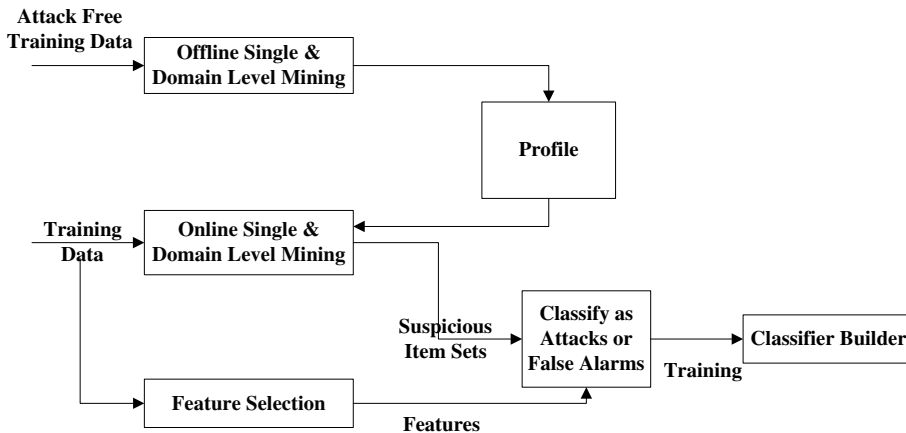 Attack Free
Training Data
Offline Single &
Domain Level Mining
Profile
Training
Data
Online Single &
Domain Level Mining
Suspicious
Item Sets
Classify as
Attacks or
False Alarms
Training
Classifier Builder
Feature Selection
Features